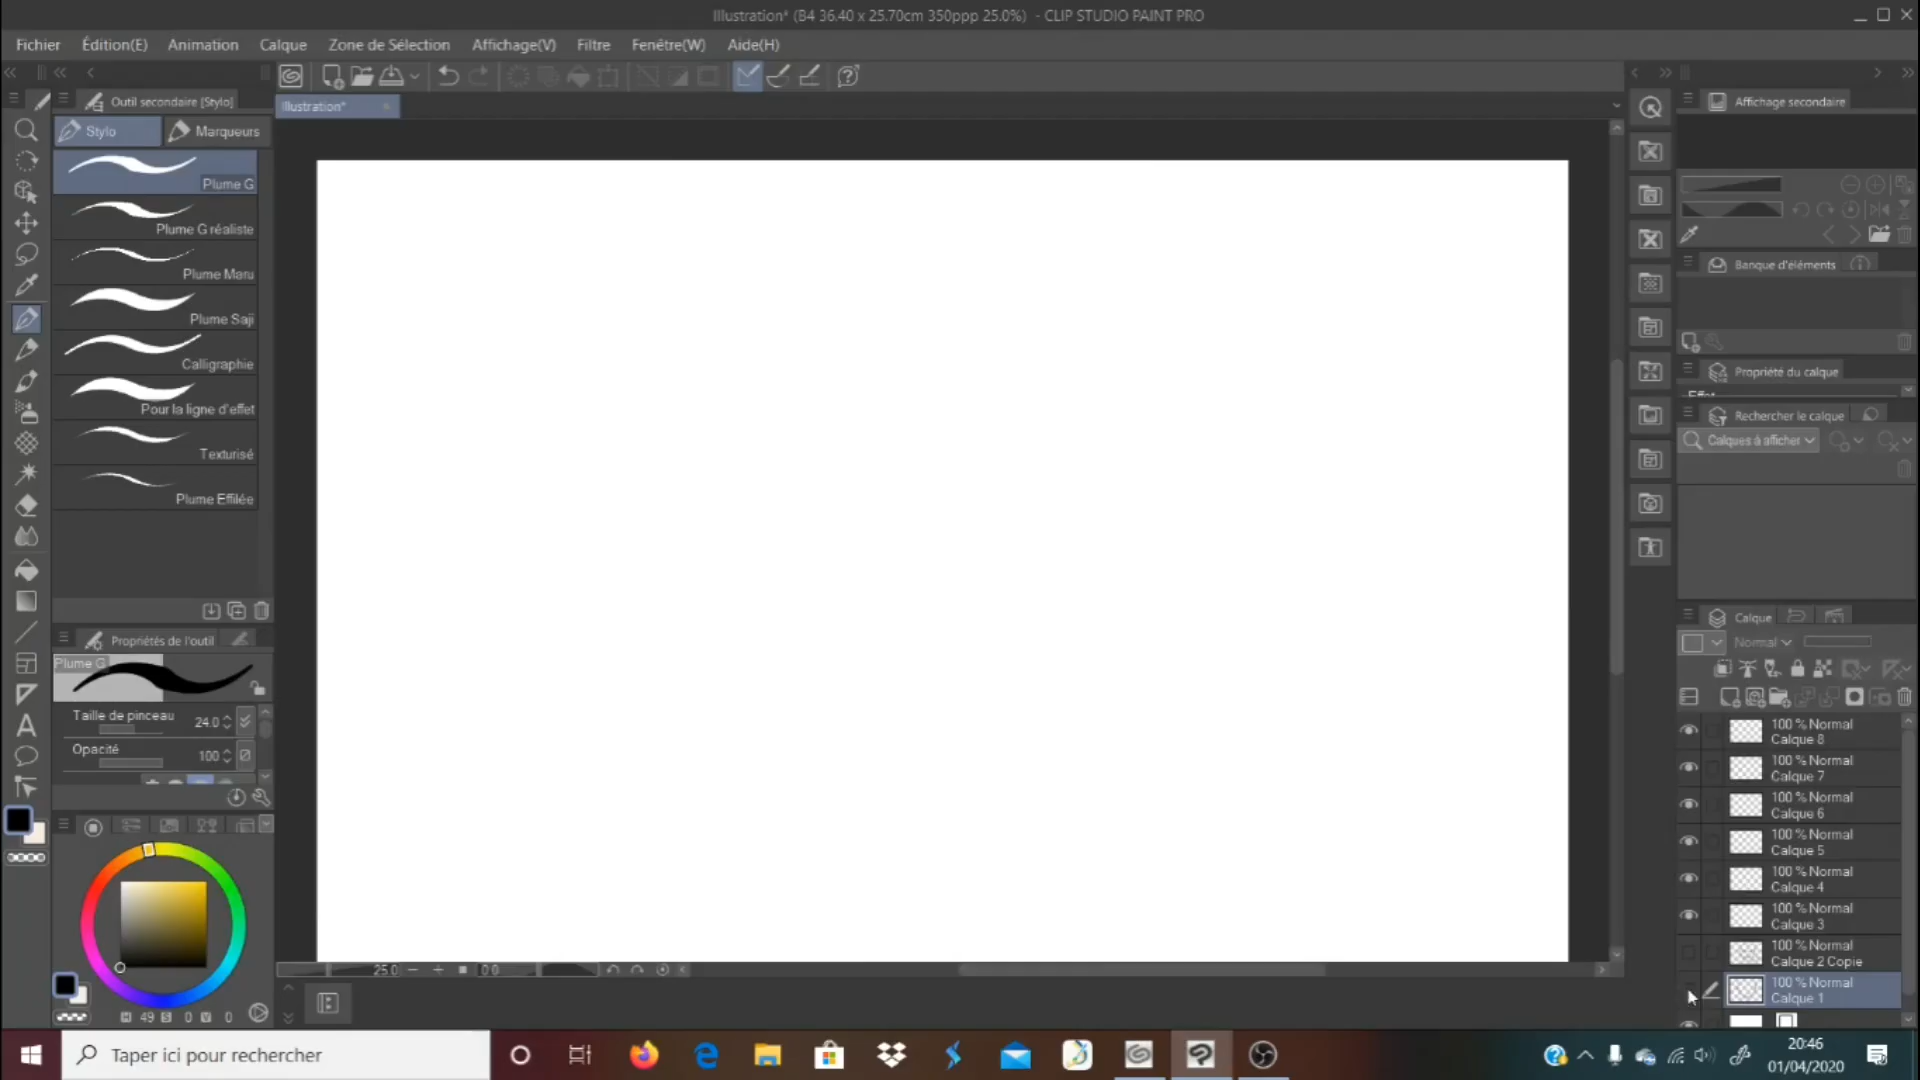 Illustration* (B4 36.40 x 25.70cm 350ppp 25.0%) - CLIP STUDIO PAINT PRO
Fichier Édition(E) Animation Calque Zone de Sélection Affichage(V) Filtre Fenêtre(W) Aide(H)
Outil secondaire [Stylo]
Illustration*
Affichage secondaire
Stylo
Marqueurs
Plume G
Plume G réaliste
Plume Maru
Plume Saji
Calligraphie
Pour la ligne d'effet
Texturisé
Plume Effilée
Banque d'éléments
Propriété du calque
Effet
Rechercher le calque
Calques à afficher
Propriétés de l'outil
Plume G
Taille de pinceau 24.0
Opacité 100
Calque
Normal
100 % Normal
Calque 8
100 % Normal
Calque 7
100 % Normal
Calque 6
100 % Normal
Calque 5
100 % Normal
Calque 4
100 % Normal
Calque 3
100 % Normal
Calque 2 Copie
100 % Normal
Calque 1
25.0
0.0
H 49 S 0 V 0
Taper ici pour rechercher
20:46
01/04/2020